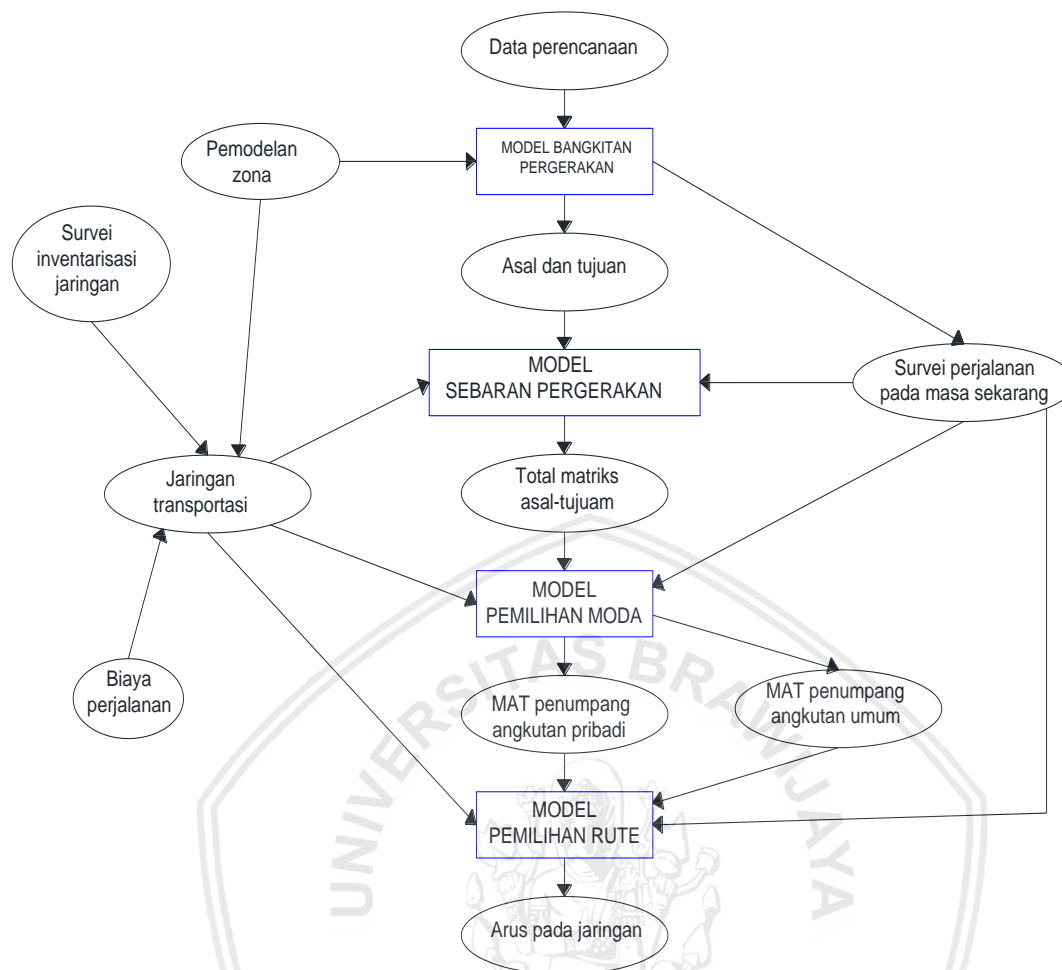 Data perencanaan
MODEL BANGKITAN
PERGERAKAN
Pemodelan
zona
Survei
inventarisasi
jaringan
Asal dan tujuan
MODEL
SEBARAN PERGERAKAN
Survei perjalanan
pada masa sekarang
Jaringan
transportasi
Total matriks
asal-tujuam
MODEL
PEMILIHAN MODA
Biaya
perjalanan
MAT penumpang
angkutan pribadi
MAT penumpang
angkutan umum
MODEL
PEMILIHAN RUTE
Arus pada jaringan
UNIVERSITAS BRAWIJAYA